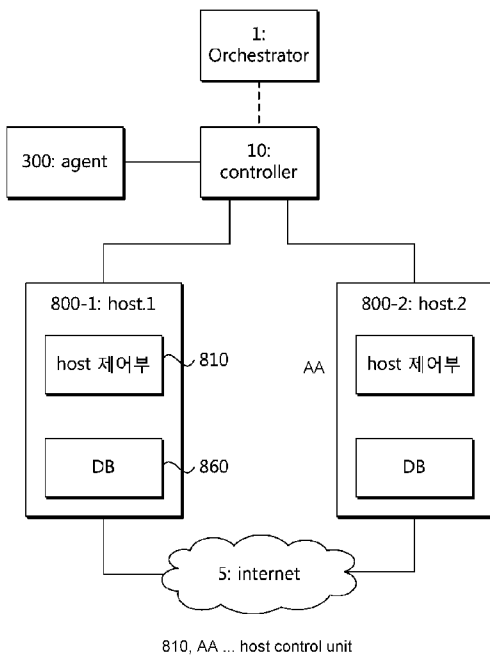 1:
Orchestrator
10:
controller
300: agent
800-1: host.1
800-2: host.2
host 제어부
810
AA
host 제어부
DB
860
DB
5: internet
810, AA ... host control unit